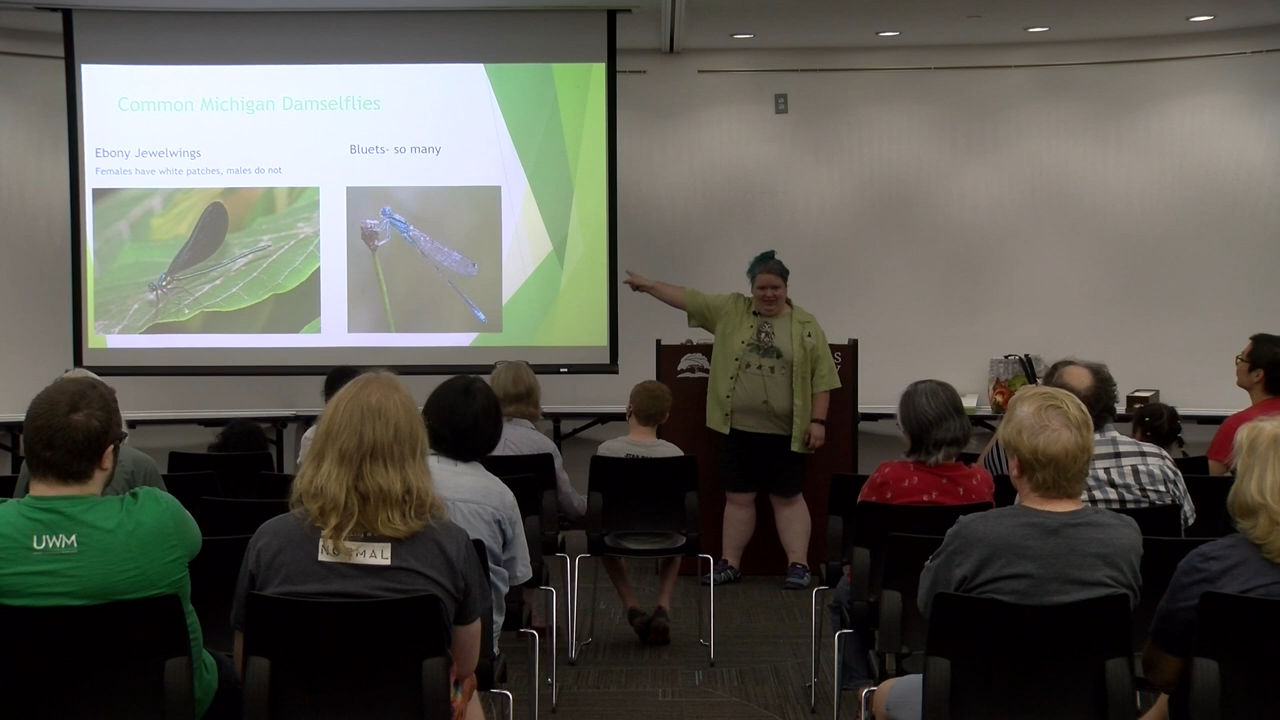 Common Michigan Damselflies
Ebony Jewelwings
Females have white patches, males do not
Bluets- so many
UWM
NORMAL